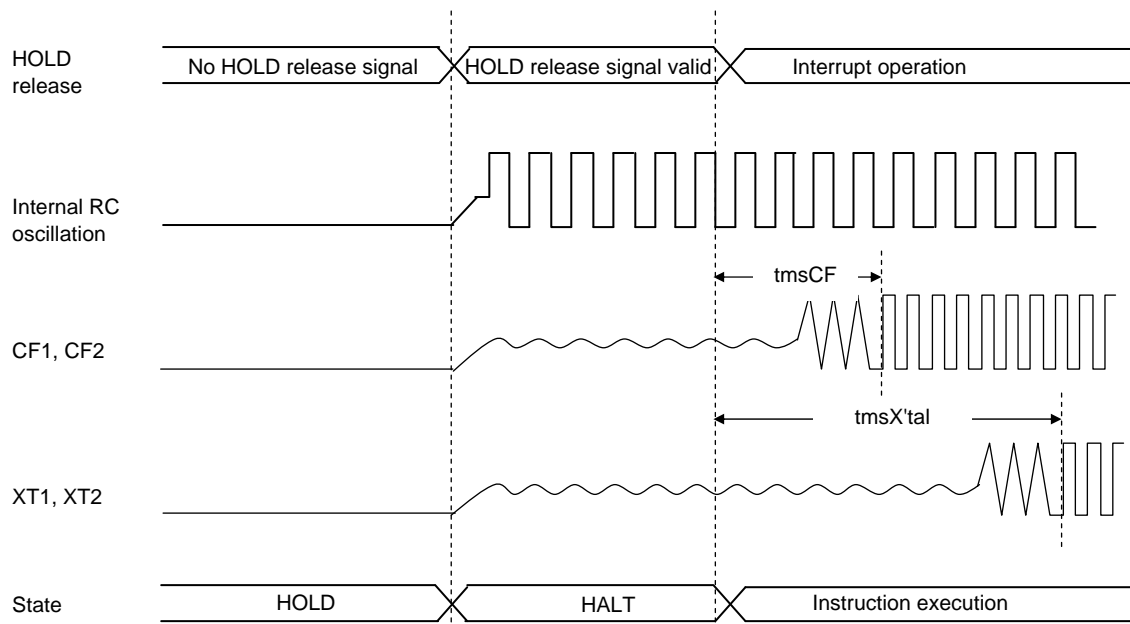 HOLD
release
No HOLD release signal
HOLD release signal valid
Interrupt operation
Internal RC
oscillation
tmsCF
CF1, CF2
tmsX'tal
XT1, XT2
State
HOLD
HALT
Instruction execution